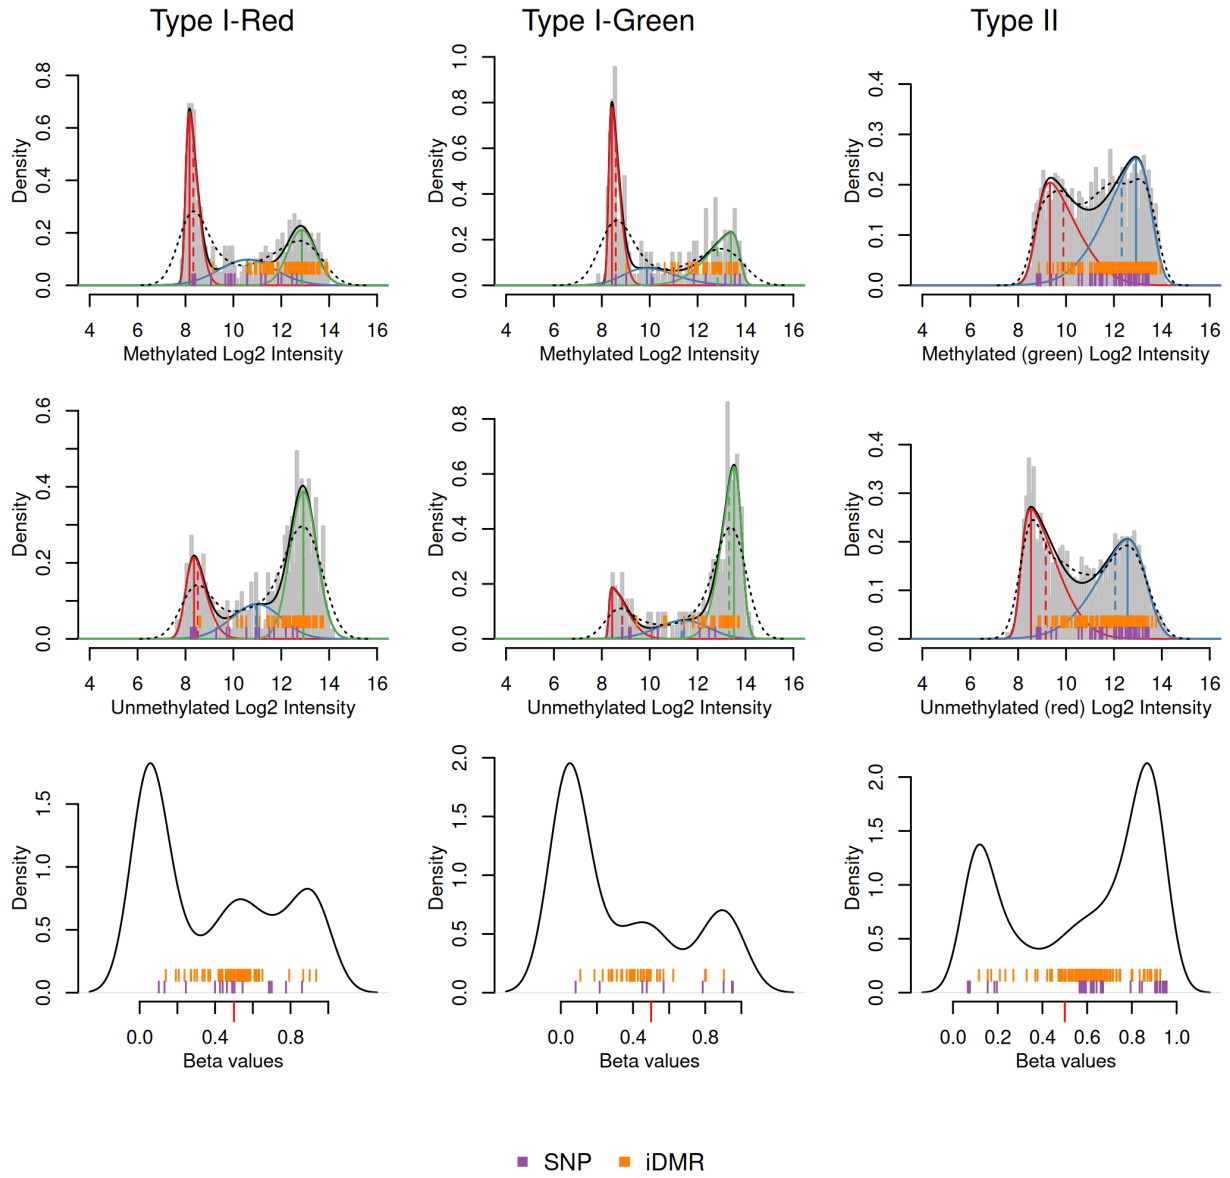 Type I-Red Type I-Green Type II
0.0 0.2 0.4 0.6 0.8
Density
4 6 8 10 12 14 16
Methylated Log2 Intensity
0.0 0.2 0.4 0.6 0.8 1.0
Density
4 6 8 10 12 14 16
Methylated Log2 Intensity
0.0 0.1 0.2 0.3 0.4
Density
4 6 8 10 12 14 16
Methylated (green) Log2 Intensity
0.0 0.2 0.4 0.6
Density
4 6 8 10 12 14 16
Unmethylated Log2 Intensity
0.0 0.2 0.4 0.6 0.8
Density
4 6 8 10 12 14 16
Unmethylated Log2 Intensity
0.0 0.1 0.2 0.3 0.4
Density
4 6 8 10 12 14 16
Unmethylated (red) Log2 Intensity
0.0 0.5 1.0 1.5
Density
0.0 0.4 0.8
Beta values
0.0 0.5 1.0 1.5 2.0
Density
0.0 0.4 0.8
Beta values
0.0 0.5 1.0 1.5 2.0
Density
0.0 0.2 0.4 0.6 0.8 1.0
Beta values
SNP iDMR